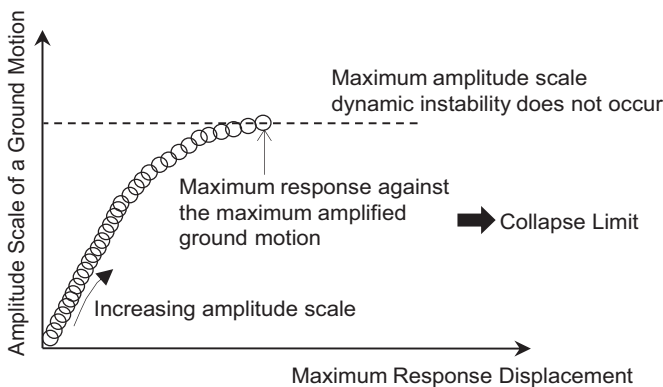 Amplitude Scale of a Ground Motion
Maximum amplitude scale
dynamic instability does not occur
Maximum response against
the maximum amplified
ground motion
Collapse Limit
Increasing amplitude scale
Maximum Response Displacement